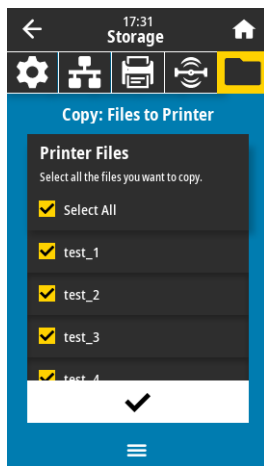 17:31
Storage
Copy: Files to Printer
Printer Files
Select all the files you want to copy.
Select All
test_1
test_2
test_3
test_4